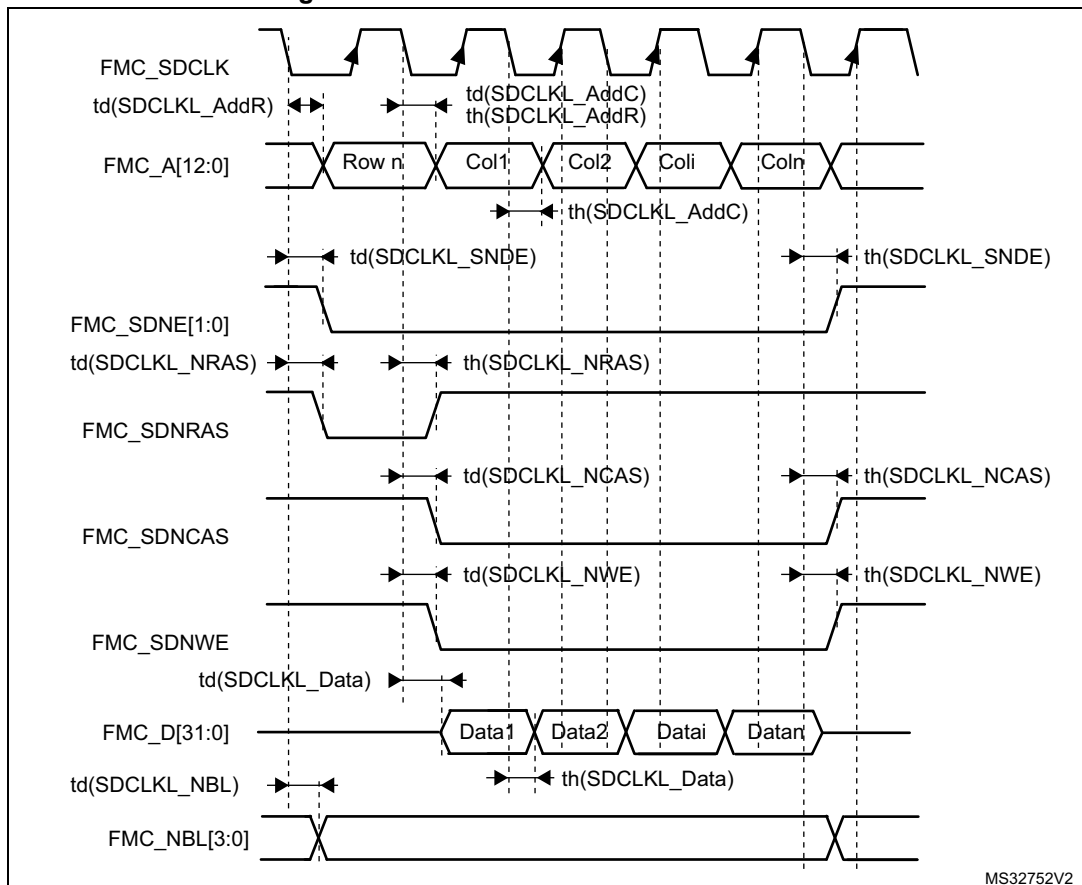 FMC_SDCLK
td(SDCLKL_AddR)
td(SDCLKL_AddC)
th(SDCLKL_AddR)
FMC_A[12:0]
Row n
Col1
Col2
Coli
Coln
th(SDCLKL_AddC)
td(SDCLKL_SNDE)
th(SDCLKL_SNDE)
FMC_SDNE[1:0]
td(SDCLKL_NRAS)
th(SDCLKL_NRAS)
FMC_SDNRAS
td(SDCLKL_NCAS)
th(SDCLKL_NCAS)
FMC_SDNCAS
td(SDCLKL_NWE)
th(SDCLKL_NWE)
FMC_SDNWE
td(SDCLKL_Data)
FMC_D[31:0]
Data1
Data2
Datai
Datan
th(SDCLKL_Data)
td(SDCLKL_NBL)
FMC_NBL[3:0]
MS32752V2